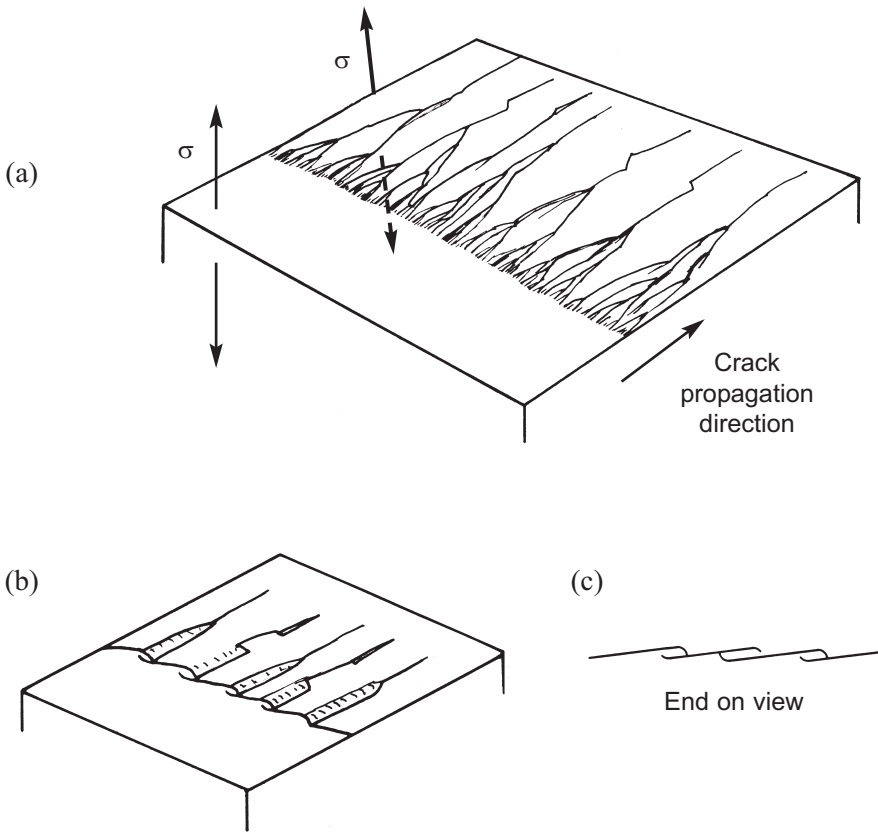 σ
σ
(a)
Crack
propagation
direction
(b)
(c)
End on view